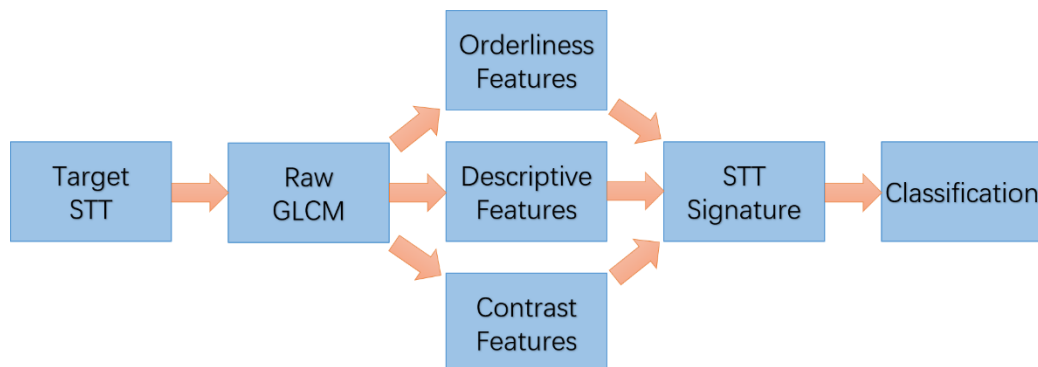 Target
STT
Raw
GLCM
Orderliness
Features
Descriptive
Features
Contrast
Features
STT
Signature
Classification